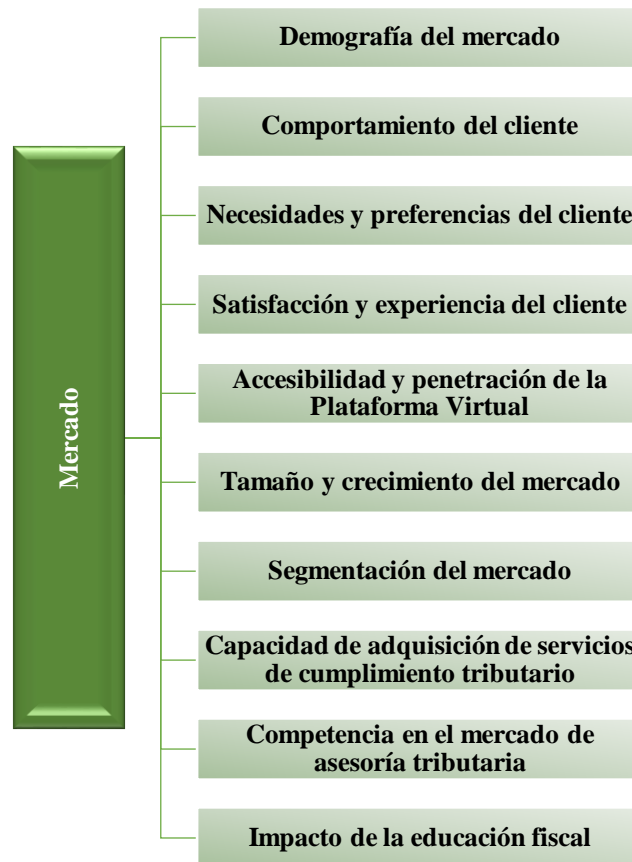 Mercado
Demografía del mercado
Comportamiento del cliente
Necesidades y preferencias del cliente
Satisfacción y experiencia del cliente
Accesibilidad y penetración de la
Plataforma Virtual
Tamaño y crecimiento del mercado
Segmentación del mercado
Capacidad de adquisición de servicios
de cumplimiento tributario
Competencia en el mercado de
asesoría tributaria
Impacto de la educación fiscal